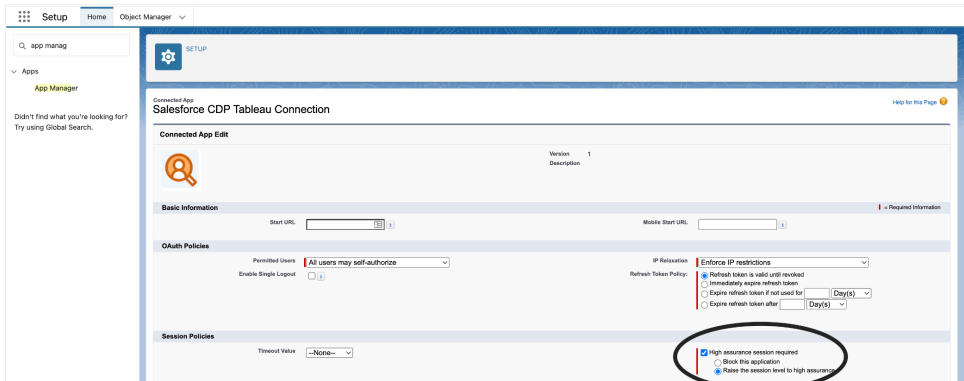 Setup Home Object Manager
app manag
SETUP
Apps
App Manager
Didn't find what you're looking for?
Try using Global Search.
Connected App
Salesforce CDP Tableau Connection
Help for this Page
Connected App Edit
Version 1
Description
Basic Information
= Required Information
Start URL
Mobile Start URL
OAuth Policies
Permitted Users All users may self-authorize
IP Relaxation Enforce IP restrictions
Enable Single Logout
Refresh Token Policy: Refresh token is valid until revoked
Immediately expire refresh token
Expire refresh token if not used for Day(s)
Expire refresh token after Day(s)
Session Policies
Timeout Value --None--
High assurance session required
Block this application
Raise the session level to high assurance